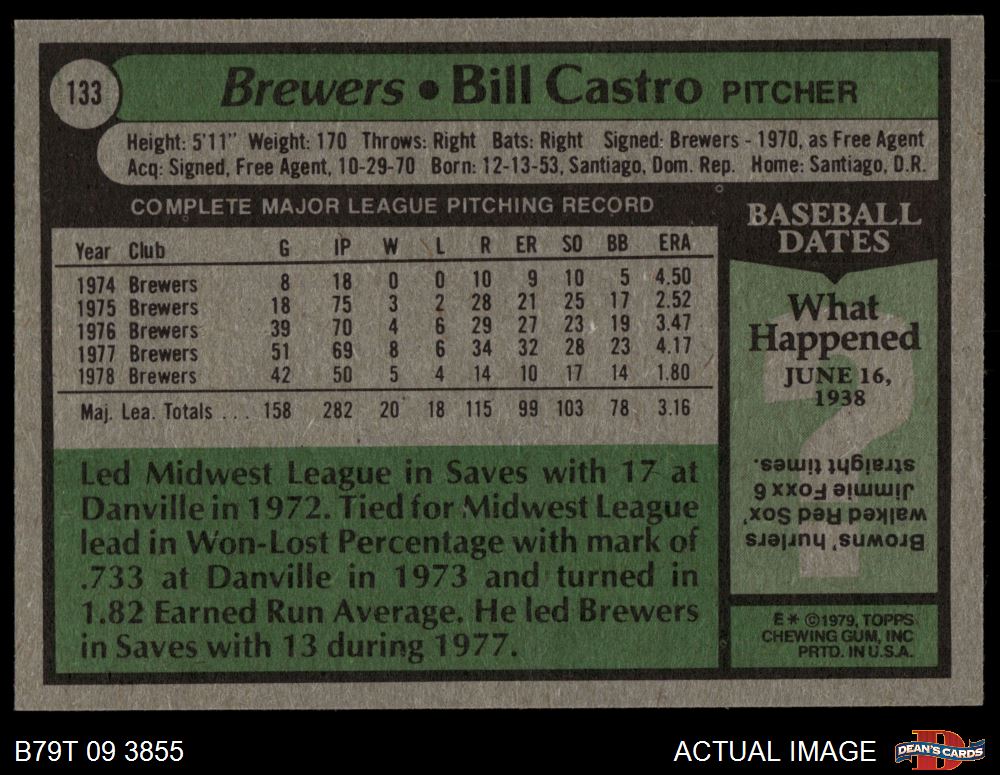 133
Brewers • Bill Castro PITCHER
Height: 5'11" Weight: 170 Throws: Right Bats: Right Signed: Brewers - 1970, as Free Agent
Acq: Signed, Free Agent, 10-29-70 Born: 12-13-53, Santiago, Dom. Rep. Home: Santiago, D.R.
COMPLETE MAJOR LEAGUE PITCHING RECORD
Year Club G IP W L R ER SO BB ERA
1974 Brewers 8 18 0 0 10 9 10 5 4.50
1975 Brewers 18 75 3 2 28 21 25 17 2.52
1976 Brewers 39 70 4 6 29 27 23 19 3.47
1977 Brewers 51 69 8 6 34 32 28 23 4.17
1978 Brewers 42 50 5 4 14 10 17 14 1.80
Maj. Lea. Totals . . . 158 282 20 18 115 99 103 78 3.16
Led Midwest League in Saves with 17 at
Danville in 1972. Tied for Midwest League
lead in Won-Lost Percentage with mark of
.733 at Danville in 1973 and turned in
1.82 Earned Run Average. He led Brewers
in Saves with 13 during 1977.
BASEBALL
DATES
What
Happened
JUNE 16,
1938
?
Browns' hurlers
walked Red Sox'
Jimmie Foxx 6
straight times.
E * ©1979, TOPPS
CHEWING GUM, INC
PRTD. IN U.S.A.
B79T 09 3855
ACTUAL IMAGE
D
DEAN'S CARDS